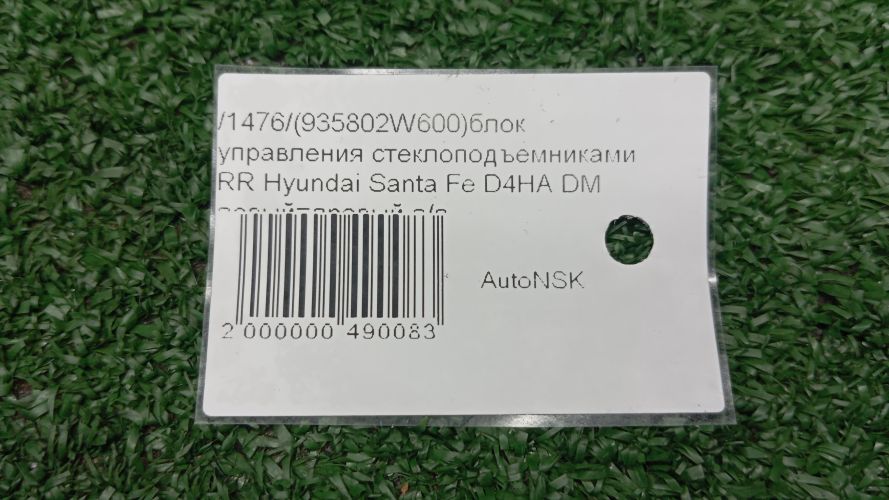 /1476/(935802W600)блок
управления стеклоподъемниками
RR Hyundai Santa Fe D4HA DM
AutoNSK
2 000000 490083